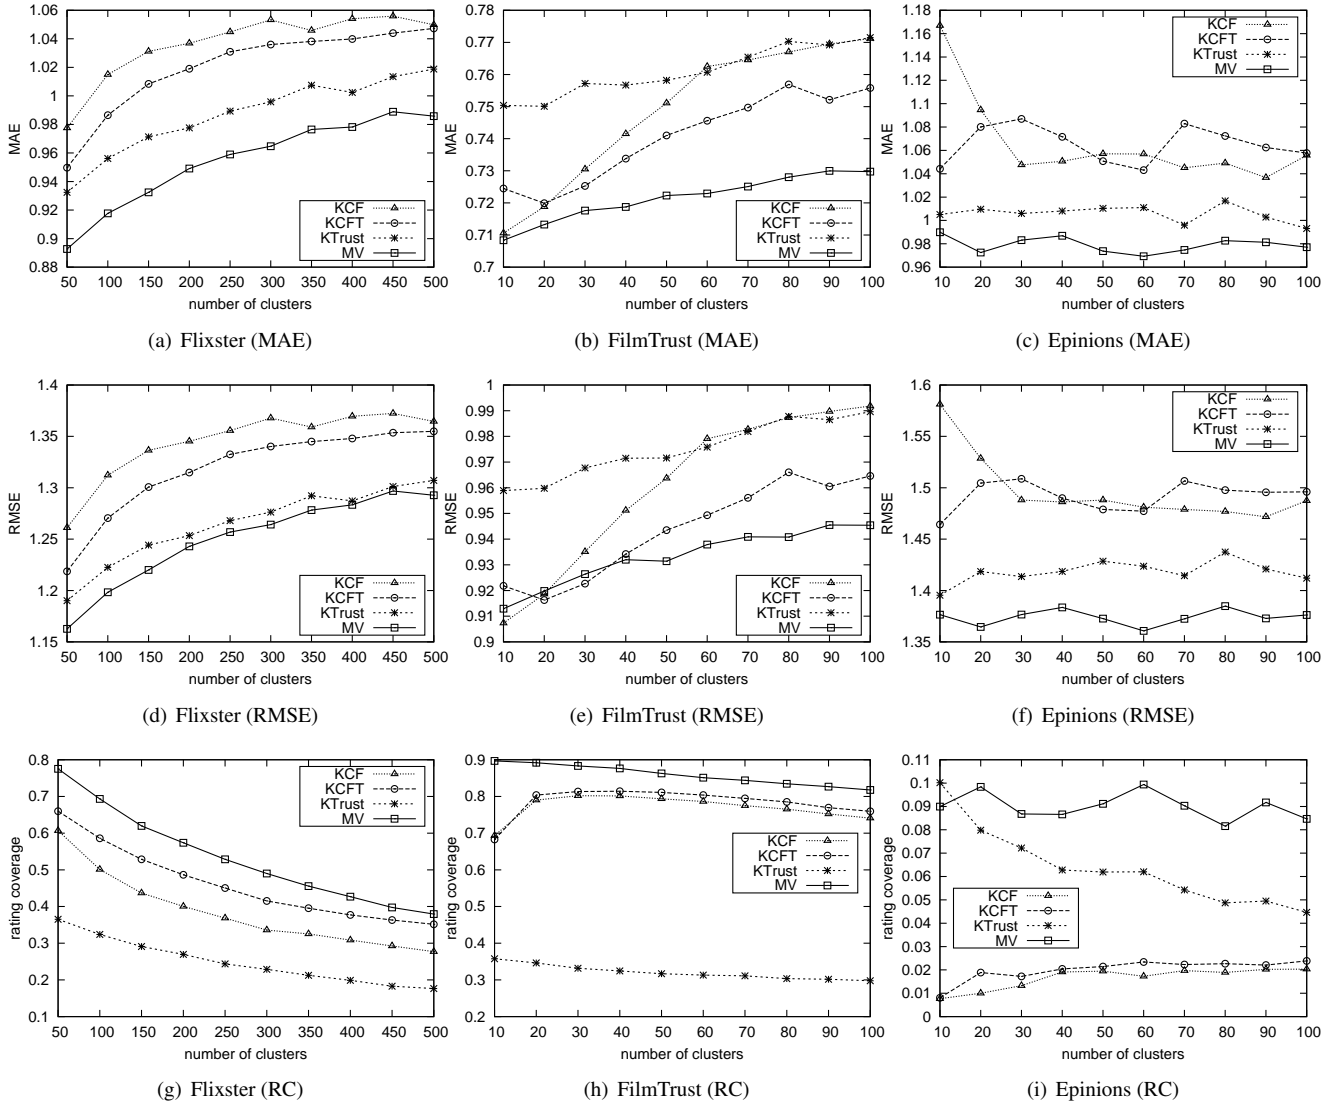 1.06
1.04
1.02
1
0.98
0.96
0.94
0.92
0.9
0.88
MAE
50 100 150 200 250 300 350 400 450 500
number of clusters
KCF
KCFT
KTrust
MV
(a) Flixster (MAE)
0.78
0.77
0.76
0.75
0.74
0.73
0.72
0.71
0.7
MAE
10 20 30 40 50 60 70 80 90 100
number of clusters
KCF
KCFT
KTrust
MV
(b) FilmTrust (MAE)
1.18
1.16
1.14
1.12
1.1
1.08
1.06
1.04
1.02
1
0.98
0.96
MAE
10 20 30 40 50 60 70 80 90 100
number of clusters
KCF
KCFT
KTrust
MV
(c) Epinions (MAE)
1.4
1.35
1.3
1.25
1.2
1.15
RMSE
50 100 150 200 250 300 350 400 450 500
number of clusters
KCF
KCFT
KTrust
MV
(d) Flixster (RMSE)
1
0.99
0.98
0.97
0.96
0.95
0.94
0.93
0.92
0.91
0.9
RMSE
10 20 30 40 50 60 70 80 90 100
number of clusters
KCF
KCFT
KTrust
MV
(e) FilmTrust (RMSE)
1.6
1.55
1.5
1.45
1.4
1.35
RMSE
10 20 30 40 50 60 70 80 90 100
number of clusters
KCF
KCFT
KTrust
MV
(f) Epinions (RMSE)
0.8
0.7
0.6
0.5
0.4
0.3
0.2
0.1
rating coverage
50 100 150 200 250 300 350 400 450 500
number of clusters
KCF
KCFT
KTrust
MV
(g) Flixster (RC)
0.9
0.8
0.7
0.6
0.5
0.4
0.3
0.2
rating coverage
10 20 30 40 50 60 70 80 90 100
number of clusters
KCF
KCFT
KTrust
MV
(h) FilmTrust (RC)
0.11
0.1
0.09
0.08
0.07
0.06
0.05
0.04
0.03
0.02
0.01
0
rating coverage
10 20 30 40 50 60 70 80 90 100
number of clusters
KCF
KCFT
KTrust
MV
(i) Epinions (RC)